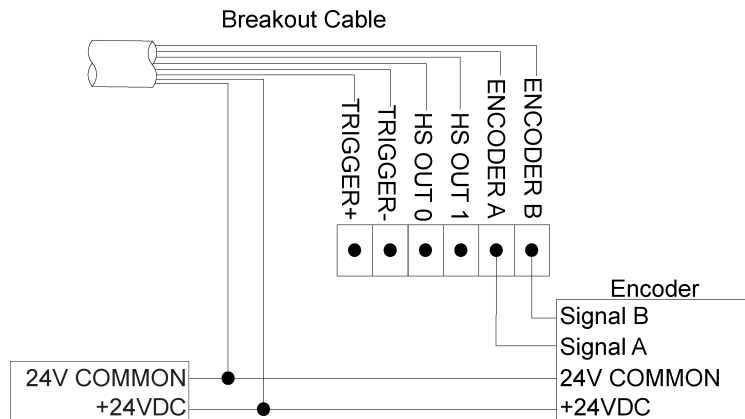 Breakout Cable
TRIGGER+
TRIGGER-
HS OUT 0
HS OUT 1
ENCODER A
ENCODER B
Encoder
Signal B
Signal A
24V COMMON
24V COMMON
+24VDC
+24VDC